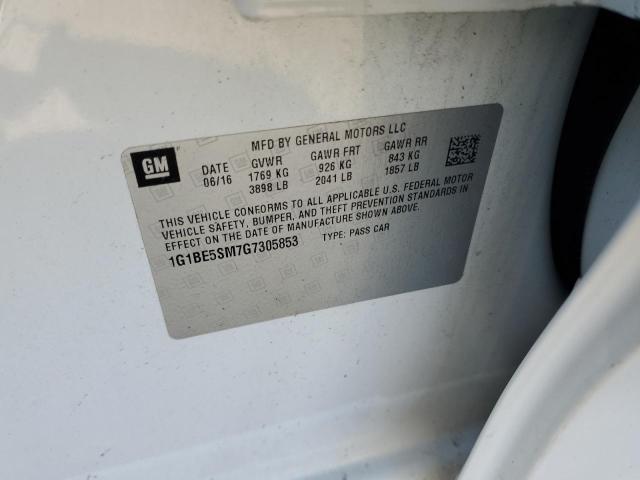 MFD BY GENERAL MOTORS LLC
GM
DATE GVWR GAWR FRT GAWR RR
06/16 1769 KG 926 KG 843 KG
3898 LB 2041 LB 1857 LB
THIS VEHICLE CONFORMS TO ALL APPLICABLE U.S. FEDERAL MOTOR
VEHICLE SAFETY, BUMPER, AND THEFT PREVENTION STANDARDS IN
EFFECT ON THE DATE OF MANUFACTURE SHOWN ABOVE.
1G1BE5SM7G7305853 TYPE: PASS CAR